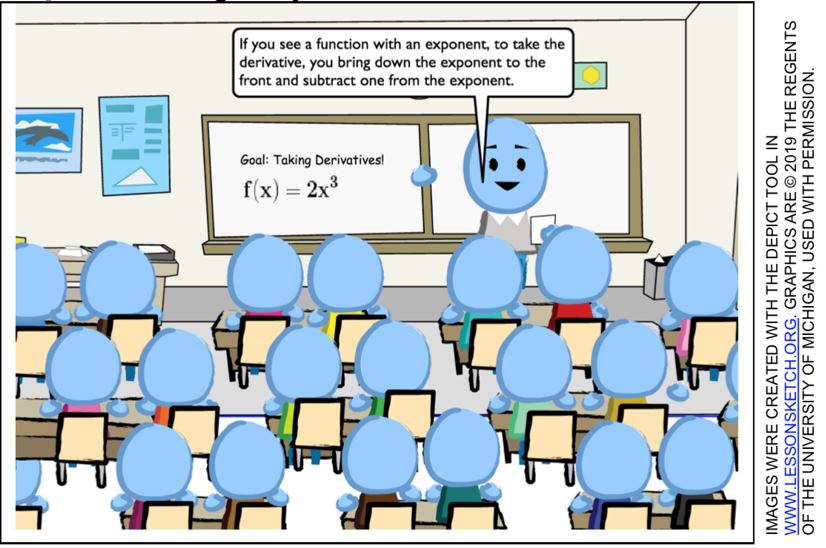 If you see a function with an exponent, to take the
derivative, you bring down the exponent to the
front and subtract one from the exponent.
Goal: Taking Derivatives!
f(x) = 2x³
IMAGES WERE CREATED WITH THE DEPICT TOOL IN
WWW.LESSONSKETCH.ORG. GRAPHICS ARE © 2019 THE REGENTS
OF THE UNIVERSITY OF MICHIGAN, USED WITH PERMISSION.